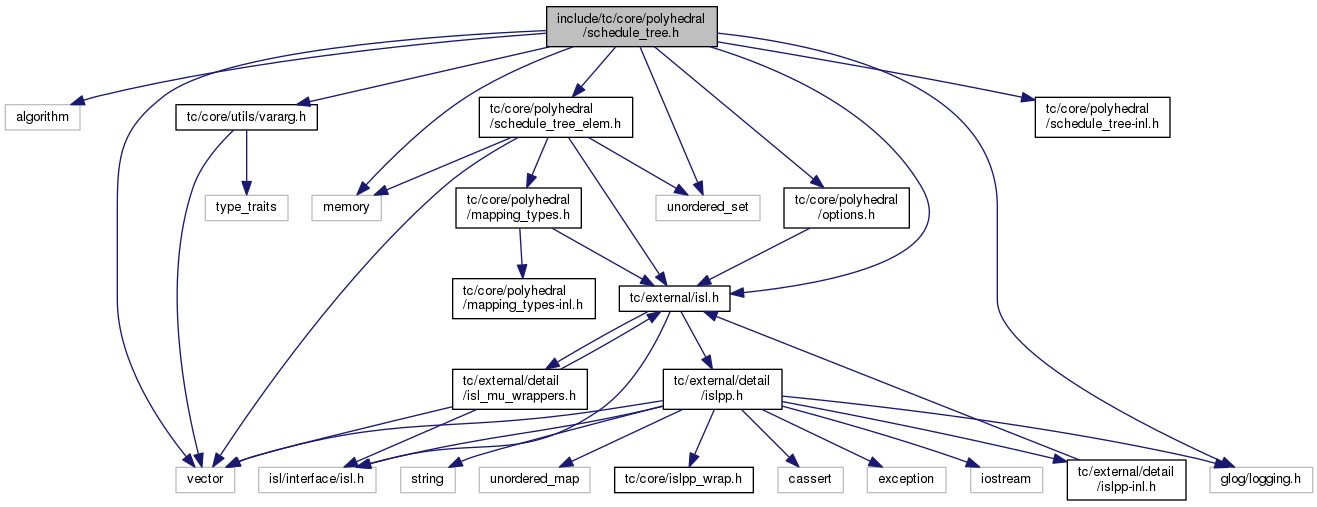 include/tc/core/polyhedral
/schedule_tree.h
algorithm
tc/core/utils/vararg.h
tc/core/polyhedral
/schedule_tree_elem.h
tc/core/polyhedral
/schedule_tree-inl.h
type_traits
memory
tc/core/polyhedral
/mapping_types.h
unordered_set
tc/core/polyhedral
/options.h
tc/core/polyhedral
/mapping_types-inl.h
tc/external/isl.h
tc/external/detail
/isl_mu_wrappers.h
tc/external/detail
/islpp.h
vector
isl/interface/isl.h
string
unordered_map
tc/core/islpp_wrap.h
cassert
exception
iostream
tc/external/detail
/islpp-inl.h
glog/logging.h